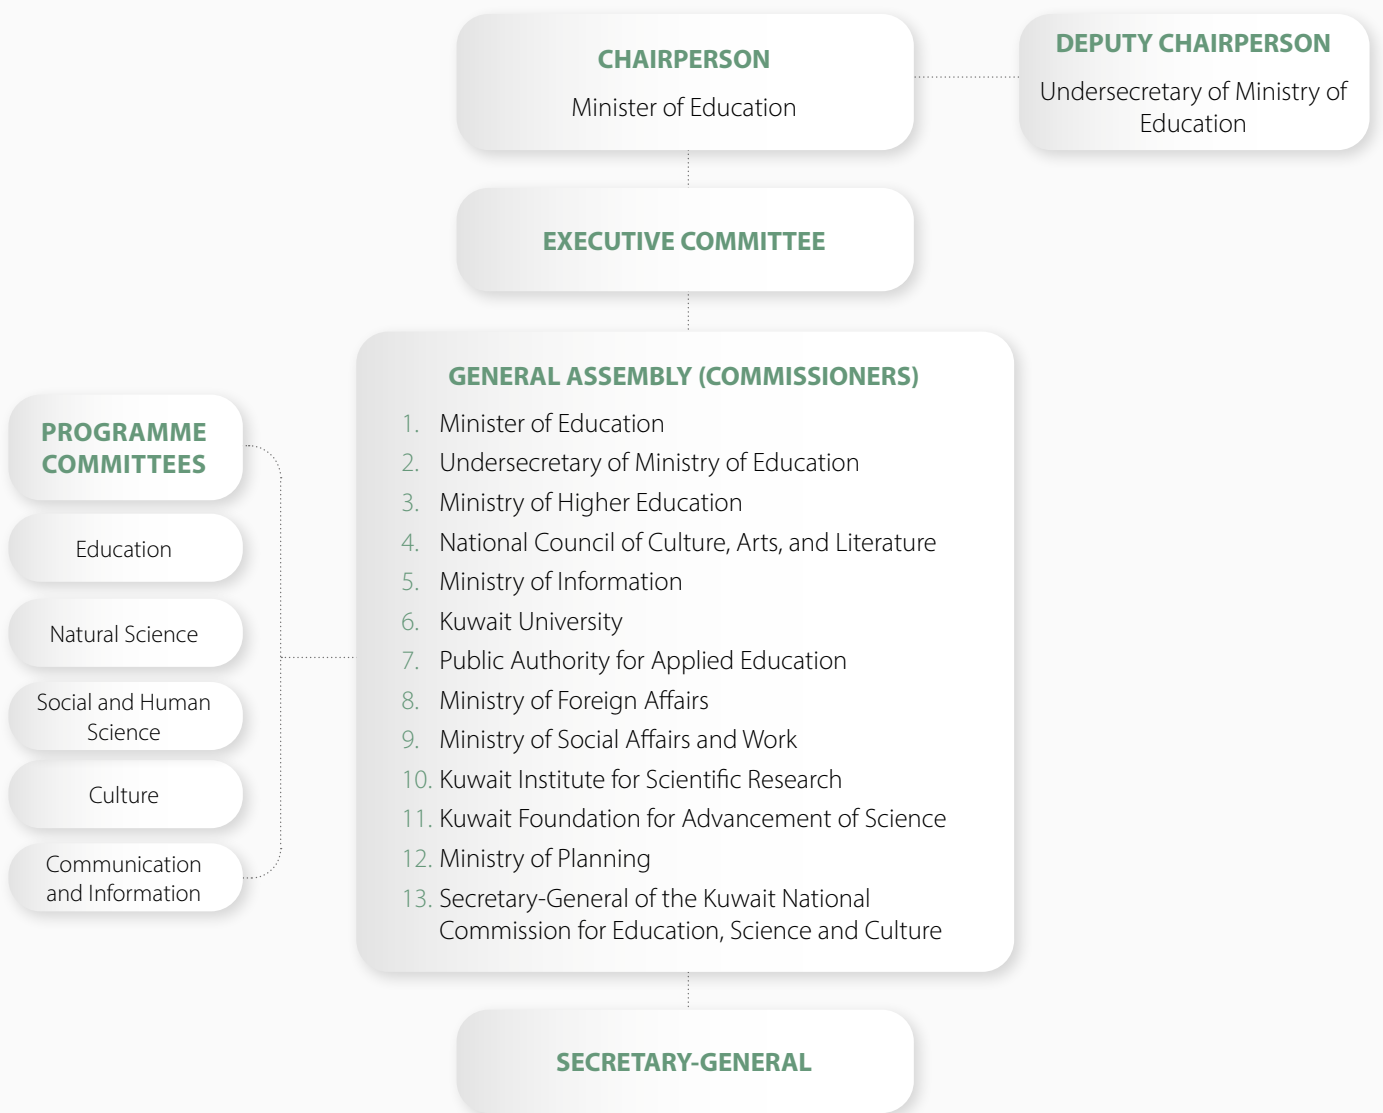 CHAIRPERSON
Minister of Education
DEPUTY CHAIRPERSON
Undersecretary of Ministry of
Education
EXECUTIVE COMMITTEE
GENERAL ASSEMBLY (COMMISSIONERS)
1. Minister of Education
2. Undersecretary of Ministry of Education
3. Ministry of Higher Education
4. National Council of Culture, Arts, and Literature
5. Ministry of Information
6. Kuwait University
7. Public Authority for Applied Education
8. Ministry of Foreign Affairs
9. Ministry of Social Affairs and Work
10. Kuwait Institute for Scientific Research
11. Kuwait Foundation for Advancement of Science
12. Ministry of Planning
13. Secretary-General of the Kuwait National
Commission for Education, Science and Culture
PROGRAMME
COMMITTEES
Education
Natural Science
Social and Human
Science
Culture
Communication
and Information
SECRETARY-GENERAL